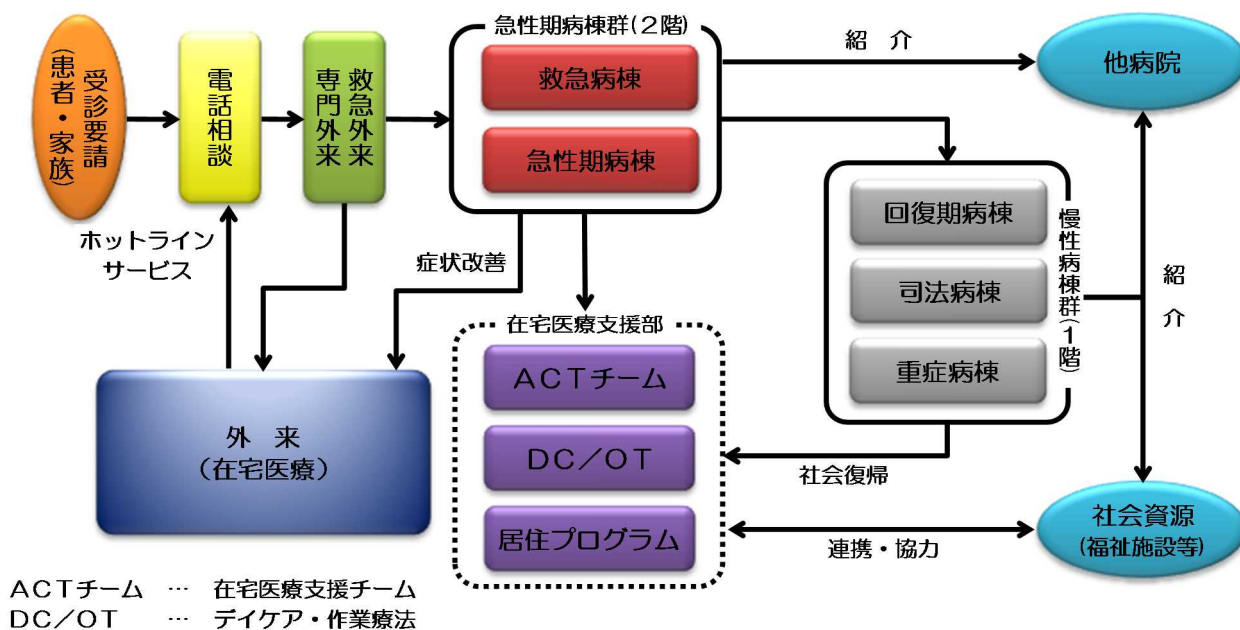 受診要請
(患者・家族)
電話相談
救急外来
専門外来
急性期病棟群(2階)
救急病棟
急性期病棟
紹 介
他病院
ホットライン
サービス
症状改善
回復期病棟
司法病棟
重症病棟
慢性病棟群(1階)
紹 介
在宅医療支援部
ACTチーム
DC/OT
居住プログラム
外 来
(在宅医療)
社会復帰
連携・協力
社会資源
(福祉施設等)
ACTチーム … 在宅医療支援チーム
DC/OT … デイケア・作業療法